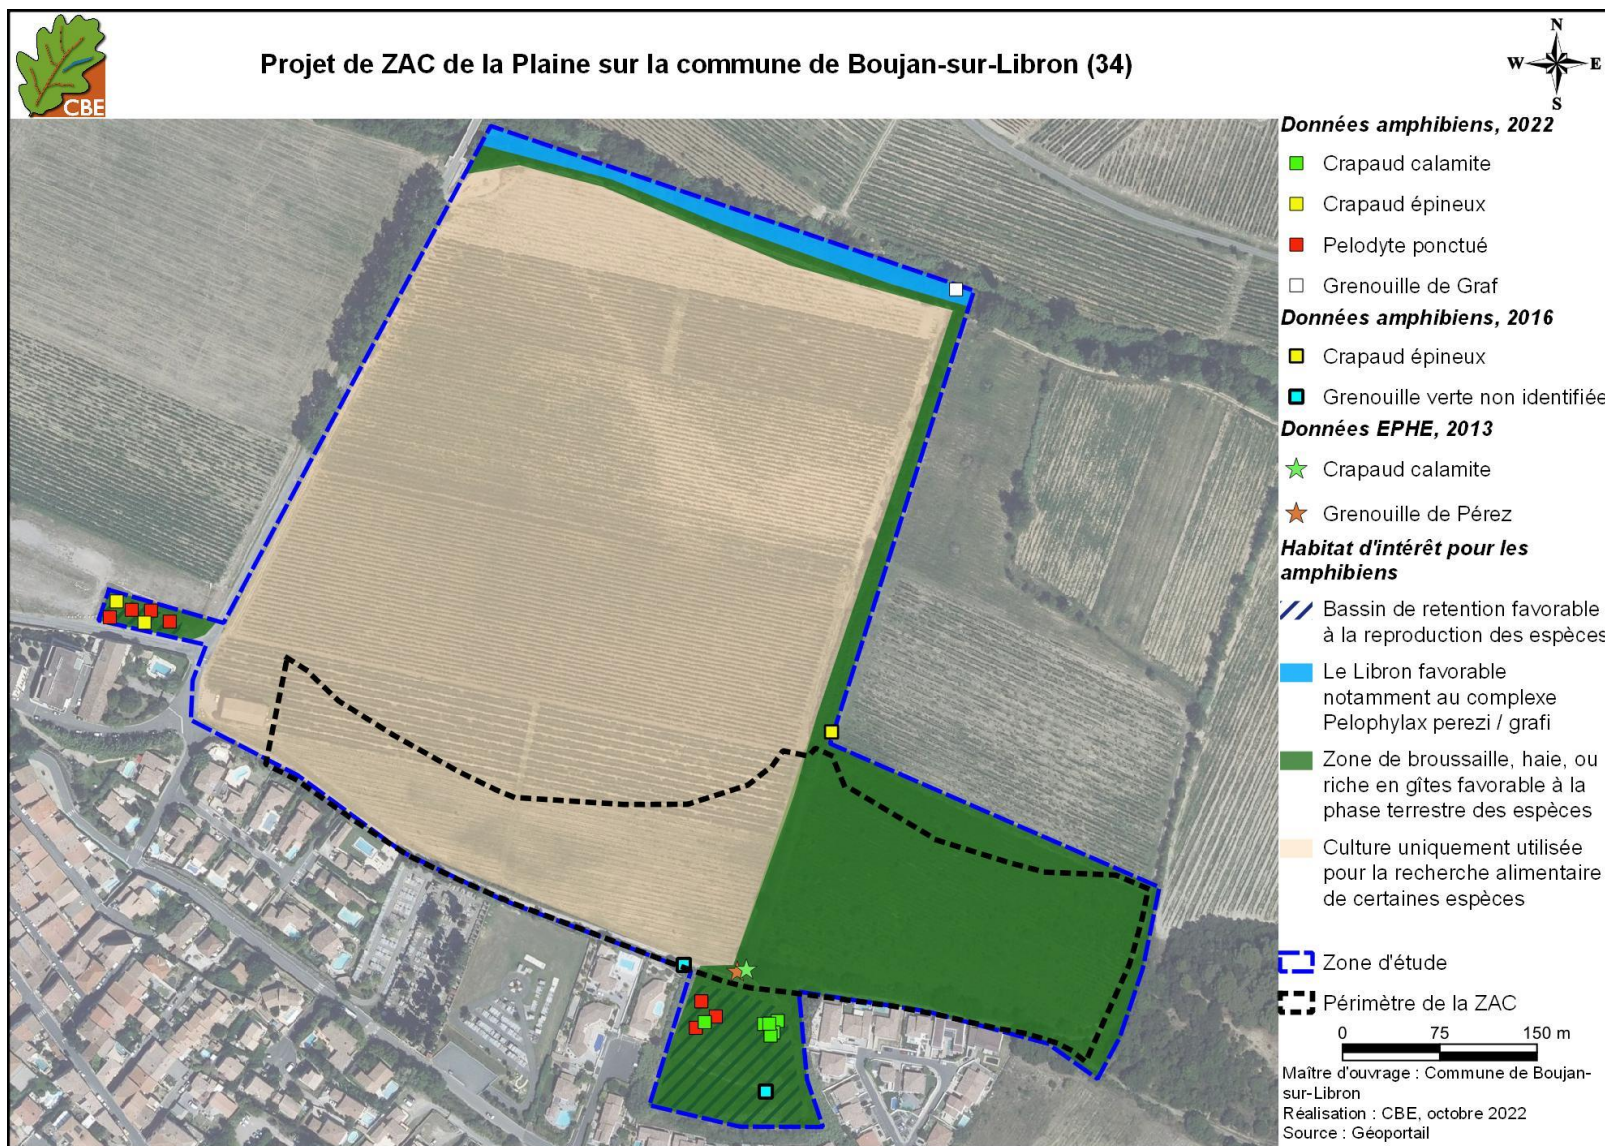 CBE
Projet de ZAC de la Plaine sur la commune de Boujan-sur-Libron (34)
N
W E
S
Données amphibiens, 2022
Crapaud calamite
Crapaud épineux
Pelodyte ponctué
Grenouille de Graf
Données amphibiens, 2016
Crapaud épineux
Grenouille verte non identifiée
Données EPHE, 2013
Crapaud calamite
Grenouille de Pérez
Habitat d'intérêt pour les
amphibiens
Bassin de retention favorable
à la reproduction des espèces
Le Libron favorable
notamment au complexe
Pelophylax perezi / grafi
Zone de broussaille, haie, ou
riche en gîtes favorable à la
phase terrestre des espèces
Culture uniquement utilisée
pour la recherche alimentaire
de certaines espèces
Zone d'étude
Périmètre de la ZAC
0 75 150 m
Maître d'ouvrage : Commune de Boujan-
sur-Libron
Réalisation : CBE, octobre 2022
Source : Géoportail